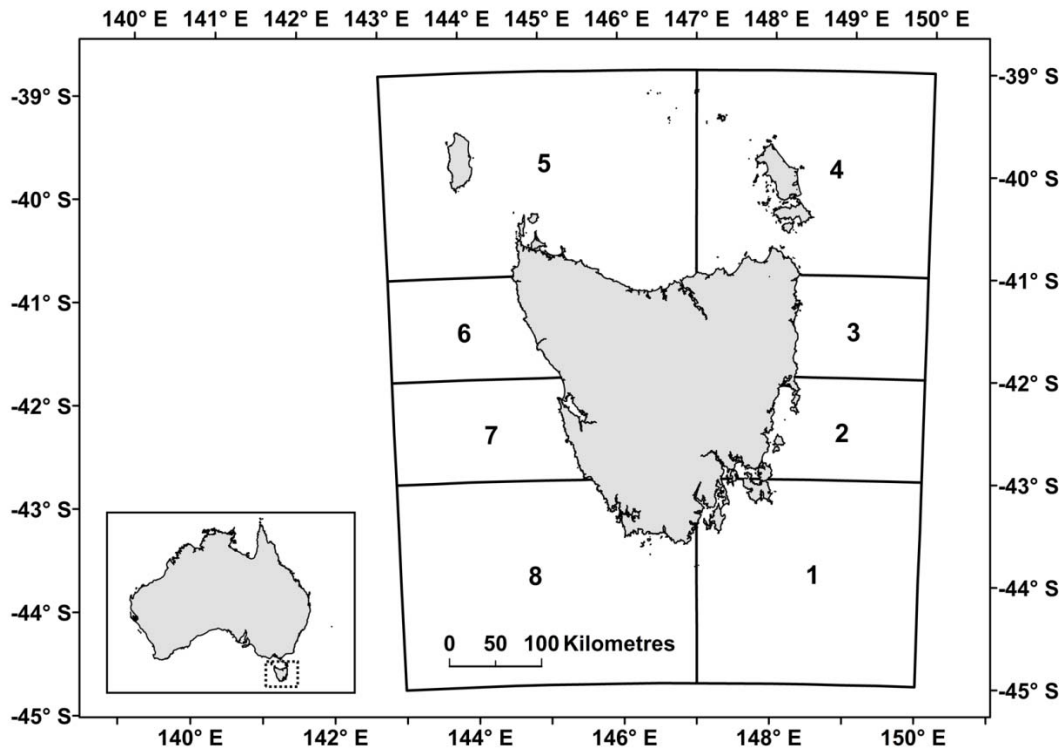 140° E 141° E 142° E 143° E 144° E 145° E 146° E 147° E 148° E 149° E 150° E
-39° S -39° S
5 4
-40° S -40° S
-41° S -41° S
6 3
-42° S -42° S
7 2
-43° S -43° S
8 1
-44° S -44° S
0 50 100 Kilometres
-45° S -45° S
140° E 142° E 144° E 146° E 148° E 150° E